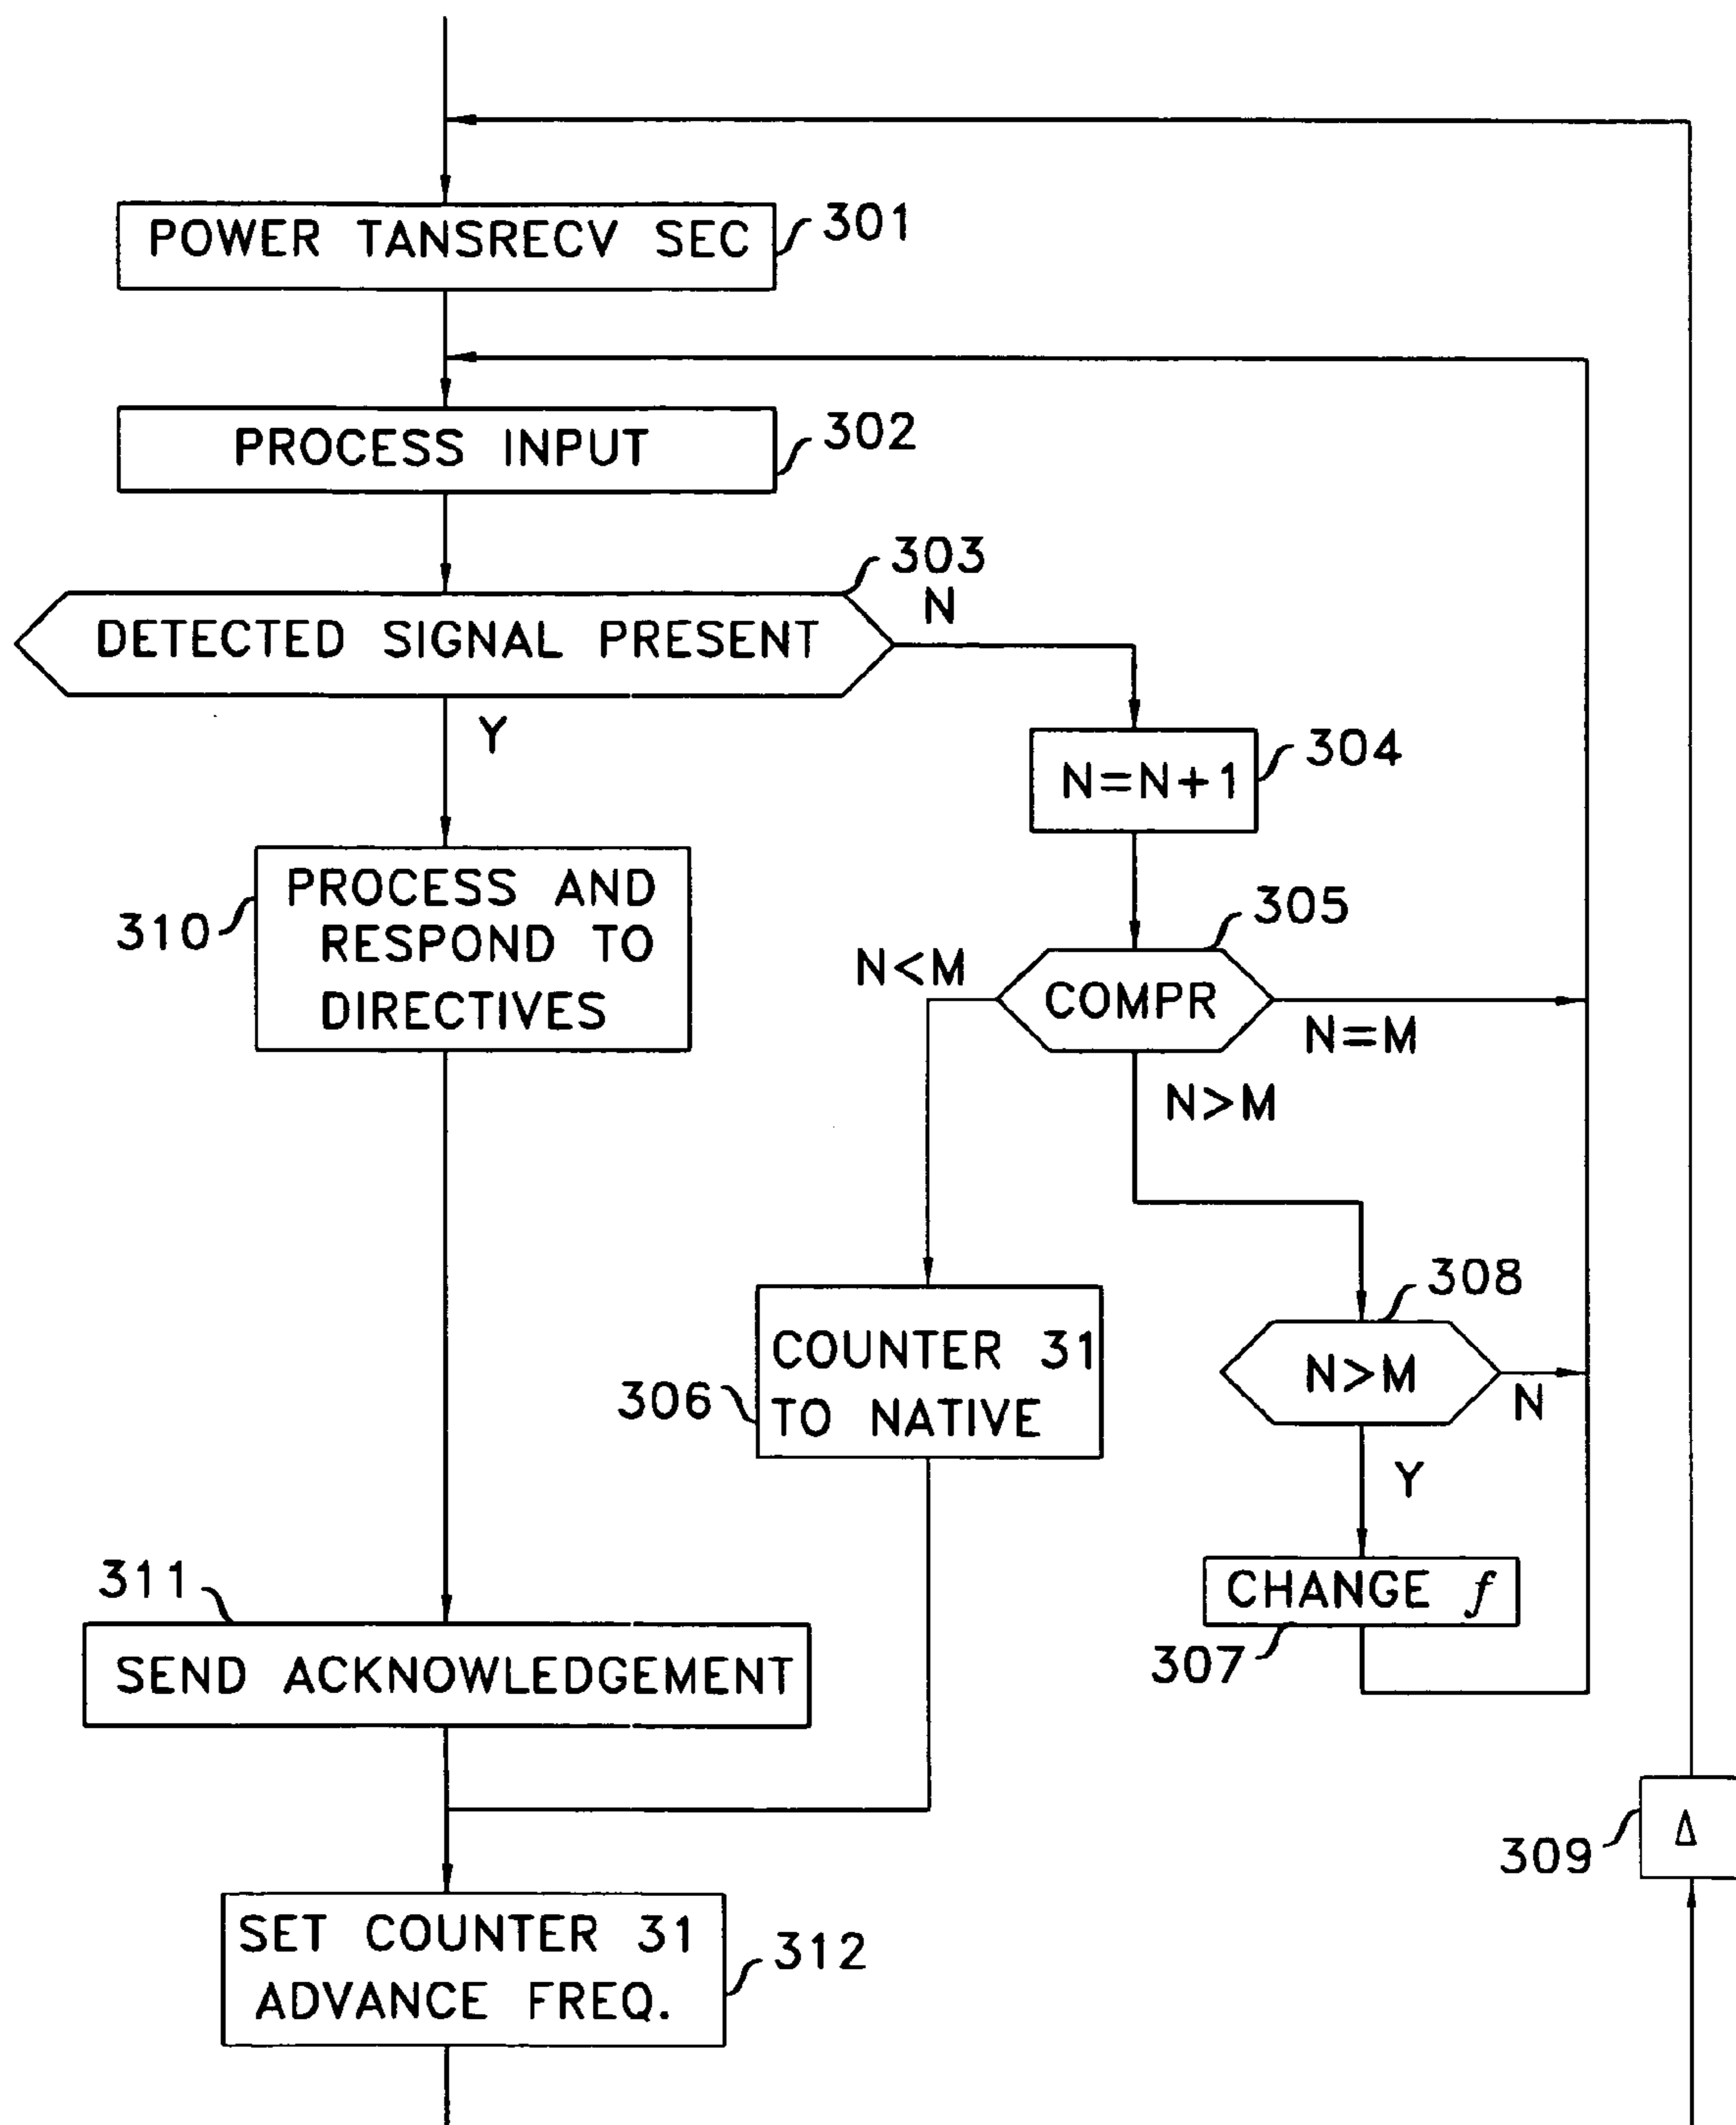 POWER TANSRECV SEC
301
PROCESS INPUT
302
303
DETECTED SIGNAL PRESENT
N
Y
304
N=N+1
310
PROCESS AND
RESPOND TO
DIRECTIVES
305
N<M
COMPR
N=M
N>M
308
N>M
N
Y
306
COUNTER 31
TO NATIVE
CHANGE f
307
311
SEND ACKNOWLEDGEMENT
309
Δ
SET COUNTER 31
ADVANCE FREQ.
312